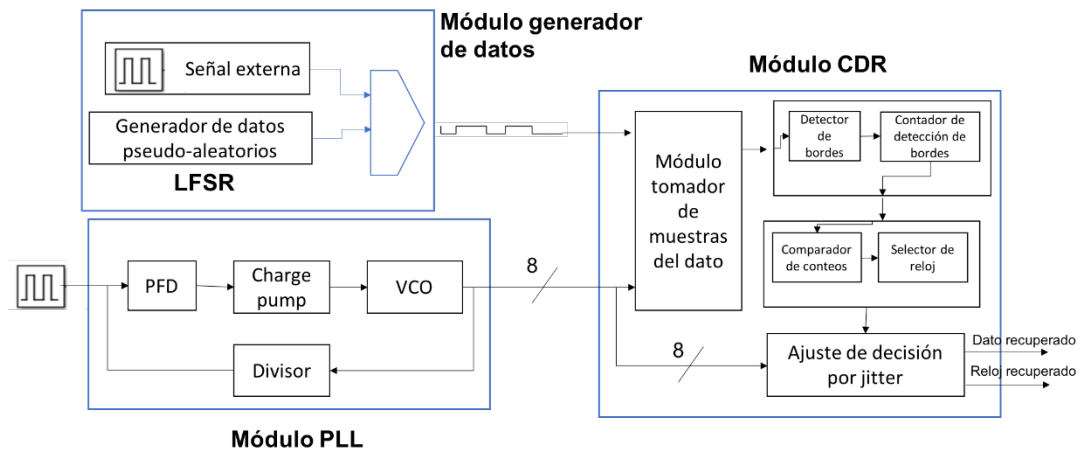 Módulo generador
de datos
Señal externa
Generador de datos
pseudo-aleatorios
LFSR
Módulo CDR
Módulo
tomador
de
muestras
del dato
Detector
de
bordes
Contador de
detección de
bordes
Comparador
de conteos
Selector de
reloj
PFD
Charge
pump
VCO
8
Divisor
8
Ajuste de decisión
por jitter
Dato recuperado
Reloj recuperado
Módulo PLL